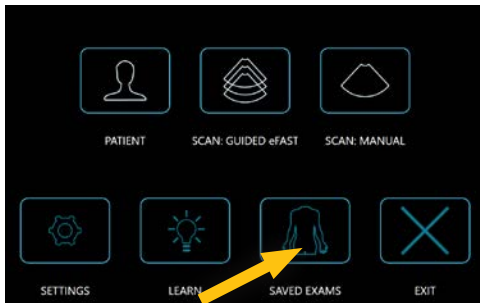 PATIENT
SCAN: GUIDED eFAST
SCAN: MANUAL
SETTINGS
LEARN
SAVED EXAMS
EXIT